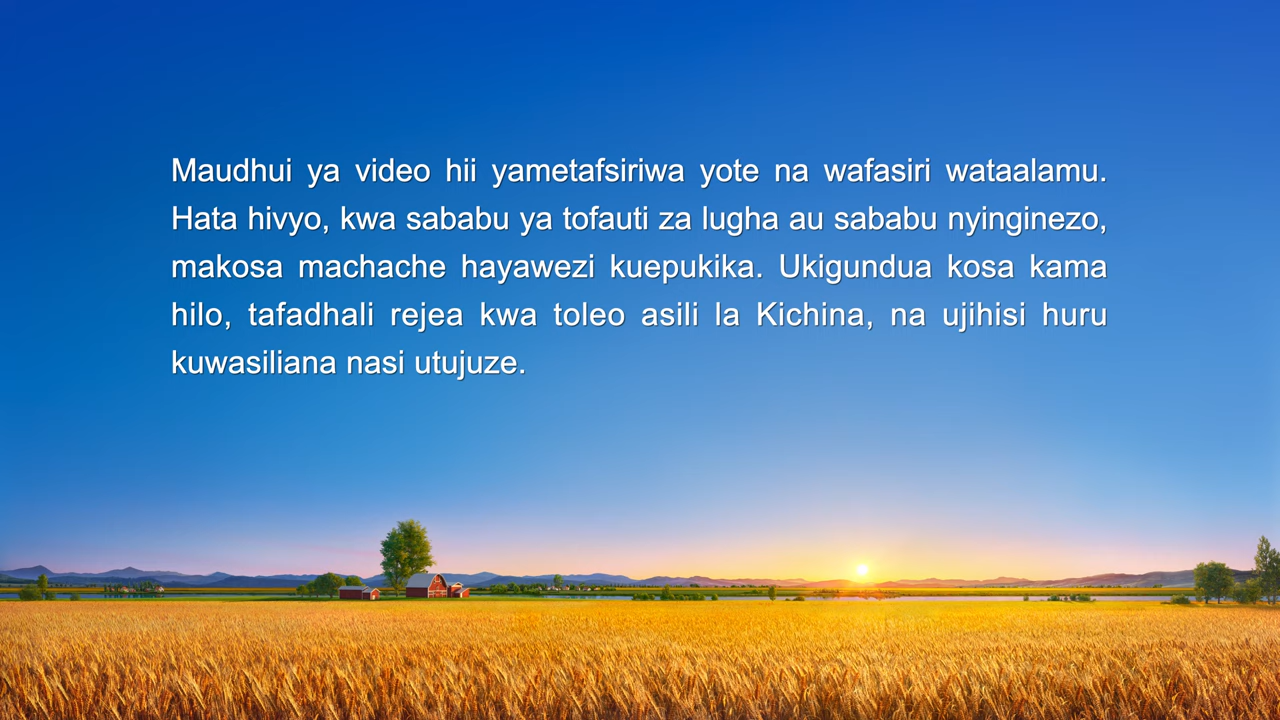 Maudhui ya video hii yametafsiriwa yote na wafasiri wataalamu.
Hata hivyo, kwa sababu ya tofauti za lugha au sababu nyinginezo,
makosa machache hayawezi kuepukika. Ukigundua kosa kama
hilo, tafadhali rejea kwa toleo asili la Kichina, na ujihisi huru
kuwasiliana nasi utujuze.